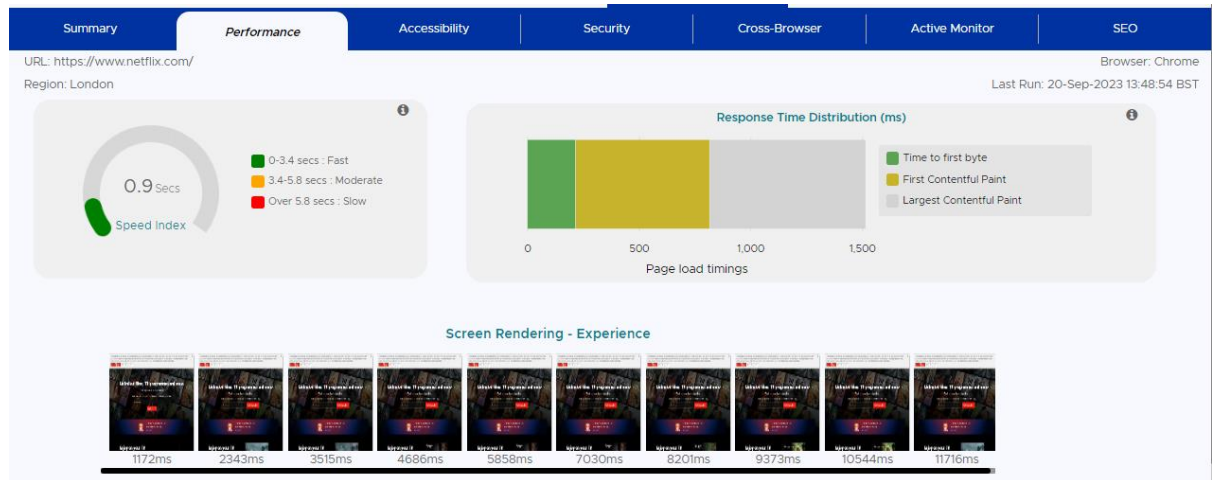 Summary
Performance
Accessibility
Security
Cross-Browser
Active Monitor
SEO
URL: https://www.netflix.com/
Browser: Chrome
Region: London
Last Run: 20-Sep-2023 13:48:54 BST
0.9 Secs
Speed Index
0-3.4 secs : Fast
3.4-5.8 secs : Moderate
Over 5.8 secs : Slow
Response Time Distribution (ms)
Time to first byte
First Contentful Paint
Largest Contentful Paint
0 500 1,000 1,500
Page load timings
Screen Rendering - Experience
1172ms 2343ms 3515ms 4686ms 5858ms 7030ms 8201ms 9373ms 10544ms 11716ms